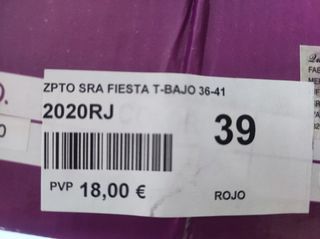 ZPTO SRA FIESTA T-BAJO 36-41
2020RJ
39
PVP 18,00 €
ROJO